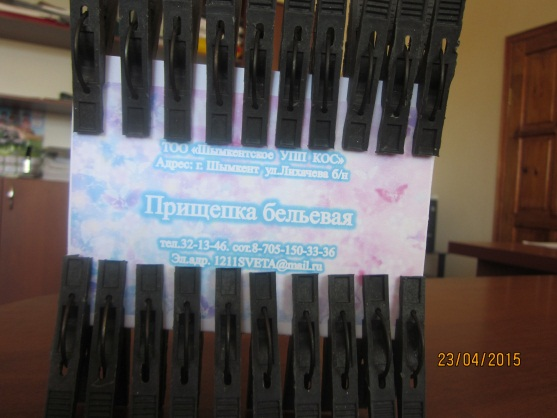 ТОО «Шымкентское УПП КОС»
Адрес: г. Шымкент ул.Лихачева б/н
Прищепка бельевая
тел.32-13-46. сот.8-705-150-33-36
Эл.адр. 1211SVETA@mail.ru
23/04/2015